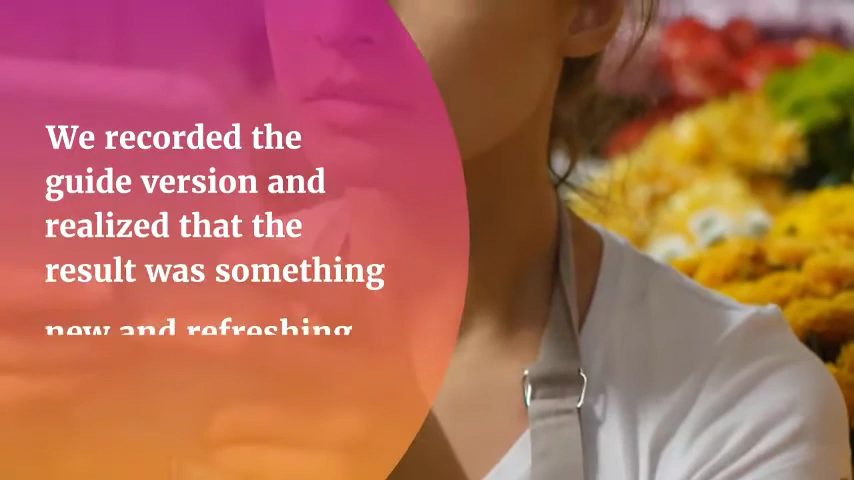 We recorded the
guide version and
realized that the
result was something
new and refreshing